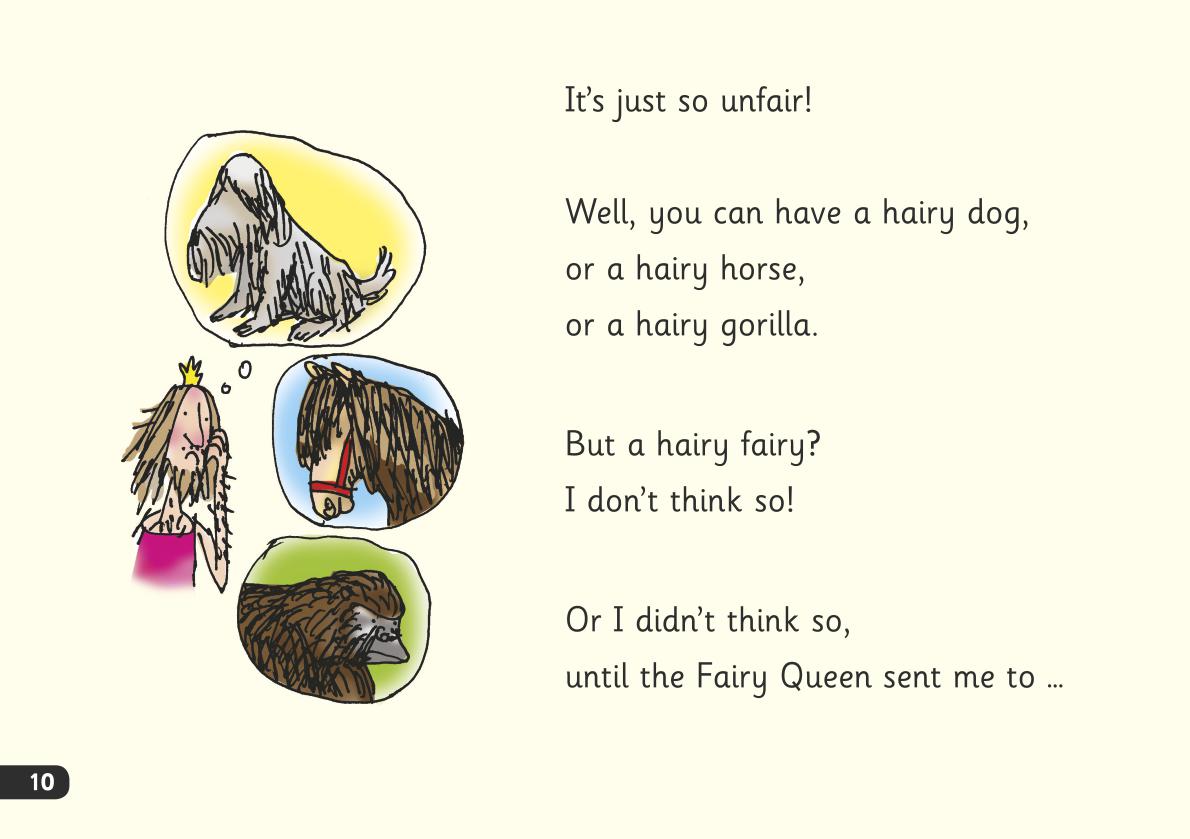 It's just so unfair!
Well, you can have a hairy dog,
or a hairy horse,
or a hairy gorilla.
But a hairy fairy?
I don't think so!
Or I didn't think so,
until the Fairy Queen sent me to ...
10